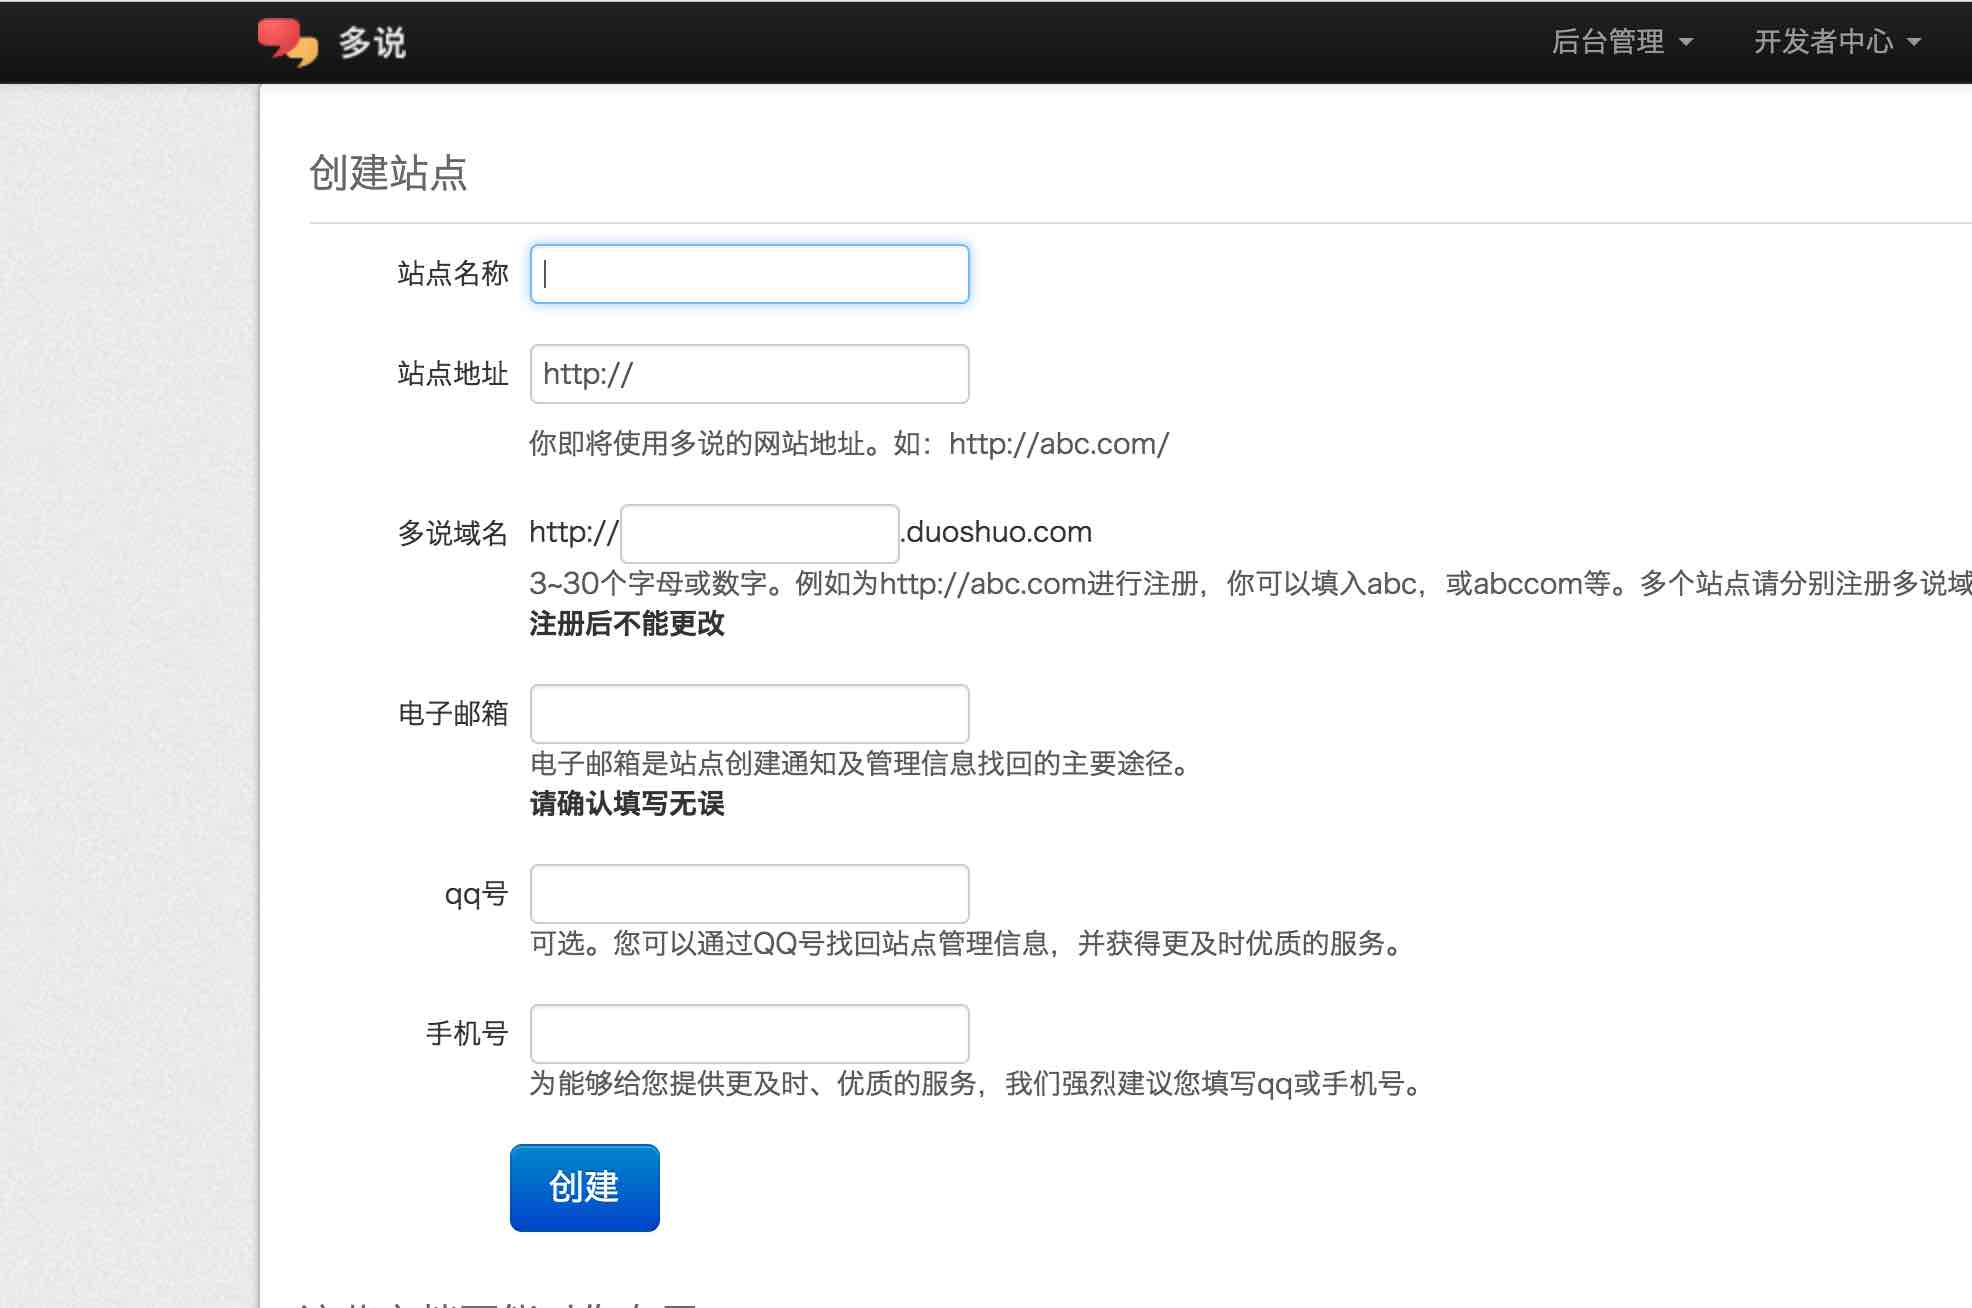 多说
后台管理
开发者中心
创建站点
站点名称
站点地址 http://
你即将使用多说的网站地址。如：http://abc.com/
多说域名 http:// .duoshuo.com
3~30个字母或数字。例如为http://abc.com进行注册，你可以填入abc，或abccom等。多个站点请分别注册多说域
注册后不能更改
电子邮箱
电子邮箱是站点创建通知及管理信息找回的主要途径。
请确认填写无误
qq号
可选。您可以通过QQ号找回站点管理信息，并获得更及时优质的服务。
手机号
为能够给您提供更及时、优质的服务，我们强烈建议您填写qq或手机号。
创建